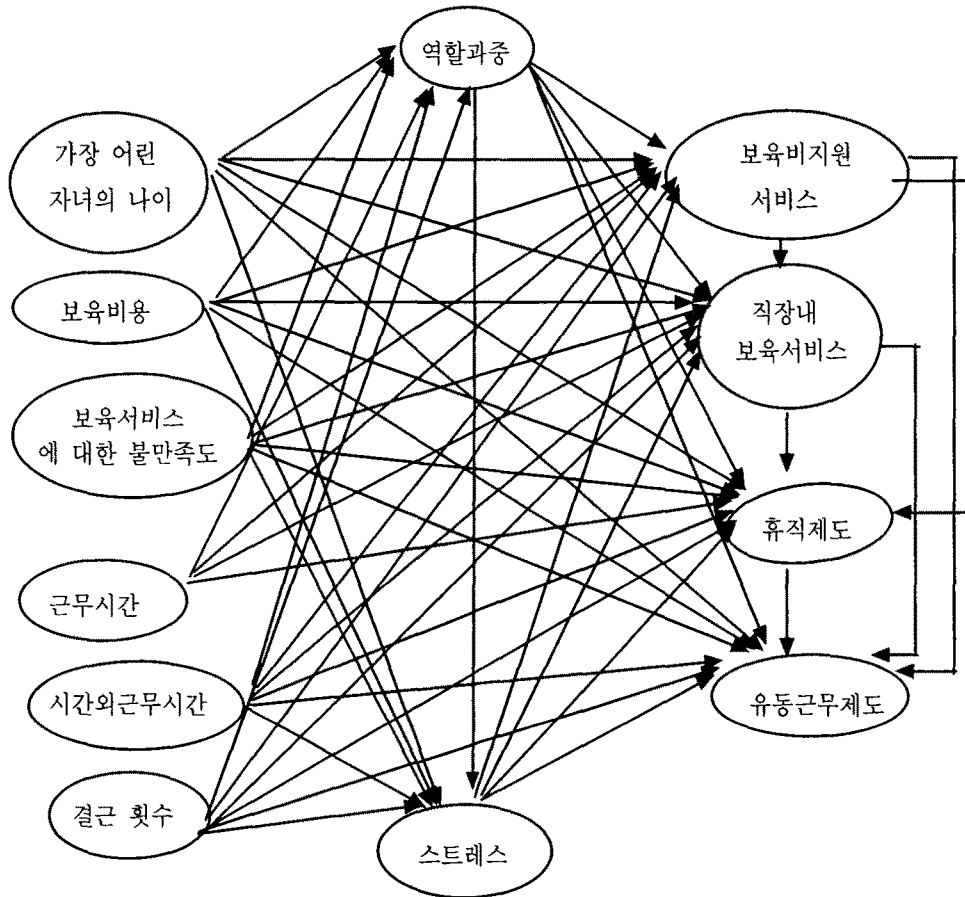 역할과중
가장 어린
자녀의 나이
보육비용
보육서비스
에 대한 불만족도
근무시간
시간외근무시간
결근 횟수
스트레스
보육비지원
서비스
직장내
보육서비스
휴직제도
유동근무제도